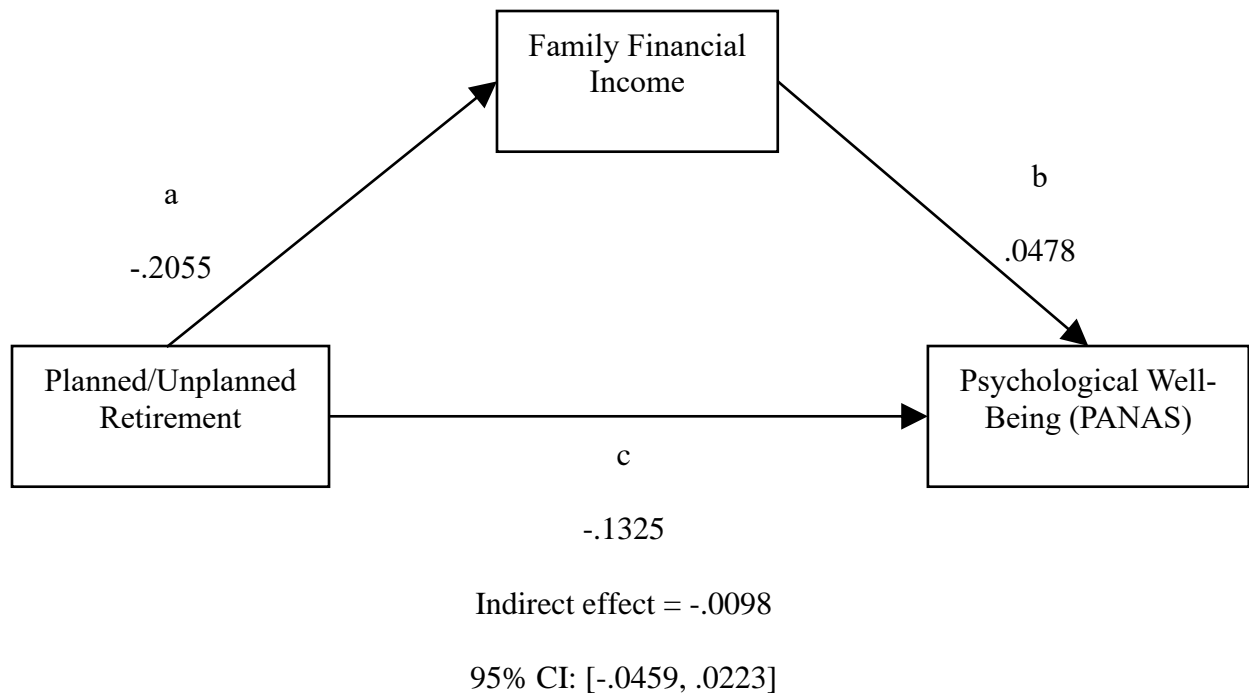 Family Financial
Income
a
-.2055
b
.0478
Planned/Unplanned
Retirement
Psychological Well-
Being (PANAS)
c
-.1325
Indirect effect = -.0098
95% CI: [-.0459, .0223]